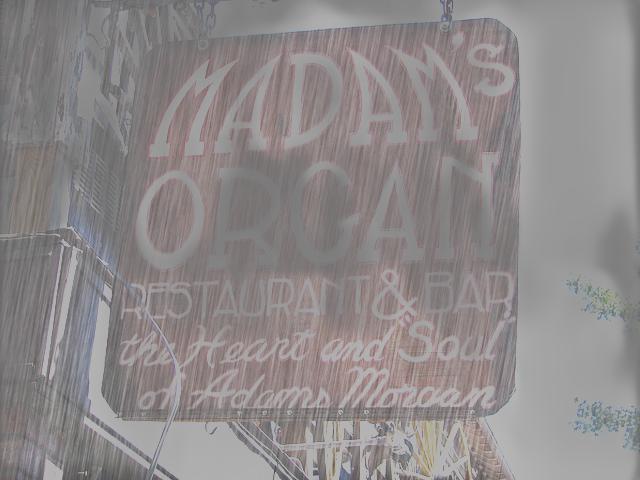 MADAM's
ORGAN
RESTAURANT & BAR
the Heart and Soul
of Adams Morgan